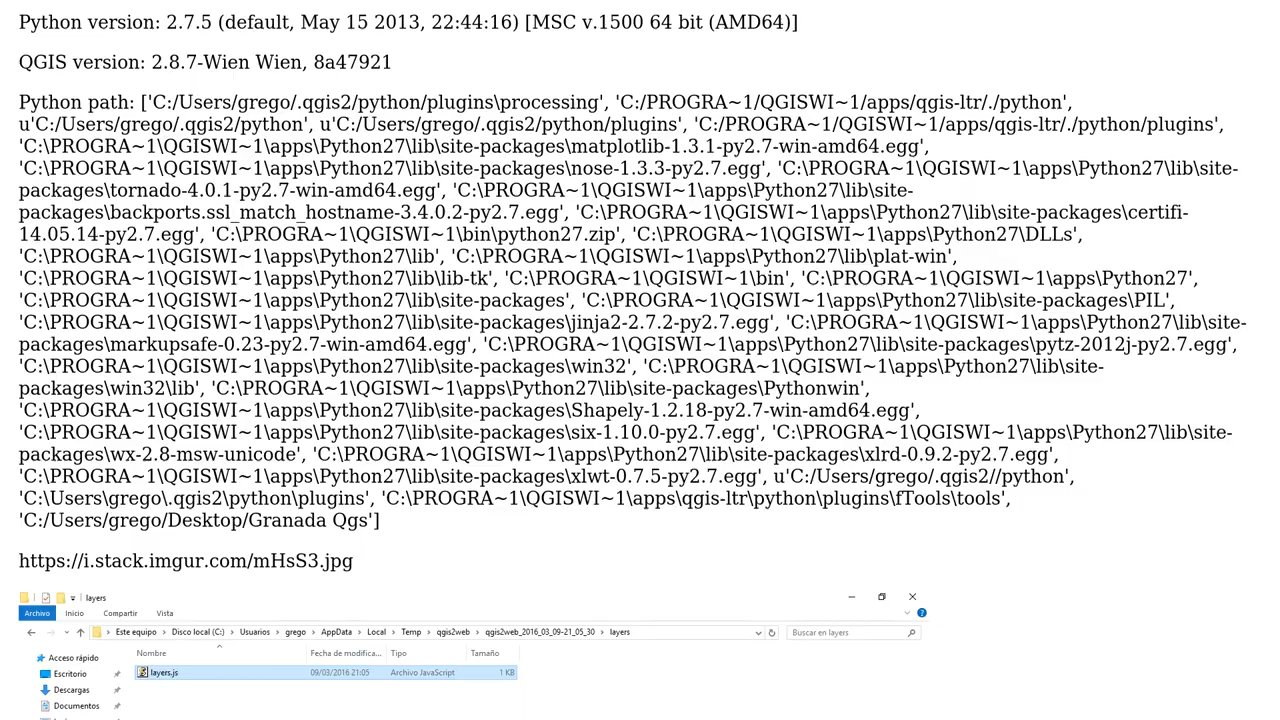 Python version: 2.7.5 (default, May 15 2013, 22:44:16) [MSC v.1500 64 bit (AMD64)]
QGIS version: 2.8.7-Wien Wien, 8a47921
Python path: ['C:/Users/grego/.qgis2/python/plugins\processing', 'C:/PROGRA~1/QGISWI~1/apps/qgis-ltr/./python',
u'C:/Users/grego/.qgis2/python', u'C:/Users/grego/.qgis2/python/plugins', 'C:/PROGRA~1/QGISWI~1/apps/qgis-ltr/./python/plugins',
'C:\PROGRA~1\QGISWI~1\apps\Python27\lib\site-packages\matplotlib-1.3.1-py2.7-win-amd64.egg',
'C:\PROGRA~1\QGISWI~1\apps\Python27\lib\site-packages\nose-1.3.3-py2.7.egg', 'C:\PROGRA~1\QGISWI~1\apps\Python27\lib\site-
packages\tornado-4.0.1-py2.7-win-amd64.egg', 'C:\PROGRA~1\QGISWI~1\apps\Python27\lib\site-
packages\backports.ssl_match_hostname-3.4.0.2-py2.7.egg', 'C:\PROGRA~1\QGISWI~1\apps\Python27\lib\site-packages\certifi-
14.05.14-py2.7.egg', 'C:\PROGRA~1\QGISWI~1\bin\python27.zip', 'C:\PROGRA~1\QGISWI~1\apps\Python27\DLLs',
'C:\PROGRA~1\QGISWI~1\apps\Python27\lib', 'C:\PROGRA~1\QGISWI~1\apps\Python27\lib\plat-win',
'C:\PROGRA~1\QGISWI~1\apps\Python27\lib\lib-tk', 'C:\PROGRA~1\QGISWI~1\bin', 'C:\PROGRA~1\QGISWI~1\apps\Python27',
'C:\PROGRA~1\QGISWI~1\apps\Python27\lib\site-packages', 'C:\PROGRA~1\QGISWI~1\apps\Python27\lib\site-packages\PIL',
'C:\PROGRA~1\QGISWI~1\apps\Python27\lib\site-packages\jinja2-2.7.2-py2.7.egg', 'C:\PROGRA~1\QGISWI~1\apps\Python27\lib\site-
packages\markupsafe-0.23-py2.7-win-amd64.egg', 'C:\PROGRA~1\QGISWI~1\apps\Python27\lib\site-packages\pytz-2012j-py2.7.egg',
'C:\PROGRA~1\QGISWI~1\apps\Python27\lib\site-packages\win32', 'C:\PROGRA~1\QGISWI~1\apps\Python27\lib\site-
packages\win32\lib', 'C:\PROGRA~1\QGISWI~1\apps\Python27\lib\site-packages\Pythonwin',
'C:\PROGRA~1\QGISWI~1\apps\Python27\lib\site-packages\Shapely-1.2.18-py2.7-win-amd64.egg',
'C:\PROGRA~1\QGISWI~1\apps\Python27\lib\site-packages\six-1.10.0-py2.7.egg', 'C:\PROGRA~1\QGISWI~1\apps\Python27\lib\site-
packages\wx-2.8-msw-unicode', 'C:\PROGRA~1\QGISWI~1\apps\Python27\lib\site-packages\xlrd-0.9.2-py2.7.egg',
'C:\PROGRA~1\QGISWI~1\apps\Python27\lib\site-packages\xlwt-0.7.5-py2.7.egg', u'C:/Users/grego/.qgis2//python',
'C:\Users\grego\.qgis2\python\plugins', 'C:\PROGRA~1\QGISWI~1\apps\qgis-ltr\python\plugins\fTools\tools',
'C:/Users/grego/Desktop/Granada Qgs']
https://i.stack.imgur.com/mHsS3.jpg
layers
Archivo Inicio Compartir Vista
Este equipo Disco local (C:) Usuarios grego AppData Local Temp qgis2web qgis2web_2016_03_09-21_05_30 layers Buscar en layers
Nombre Fecha de modifica... Tipo Tamaño
Acceso rápido
layers.js 09/03/2016 21:05 Archivo JavaScript 1 KB
Escritorio
Descargas
Documentos